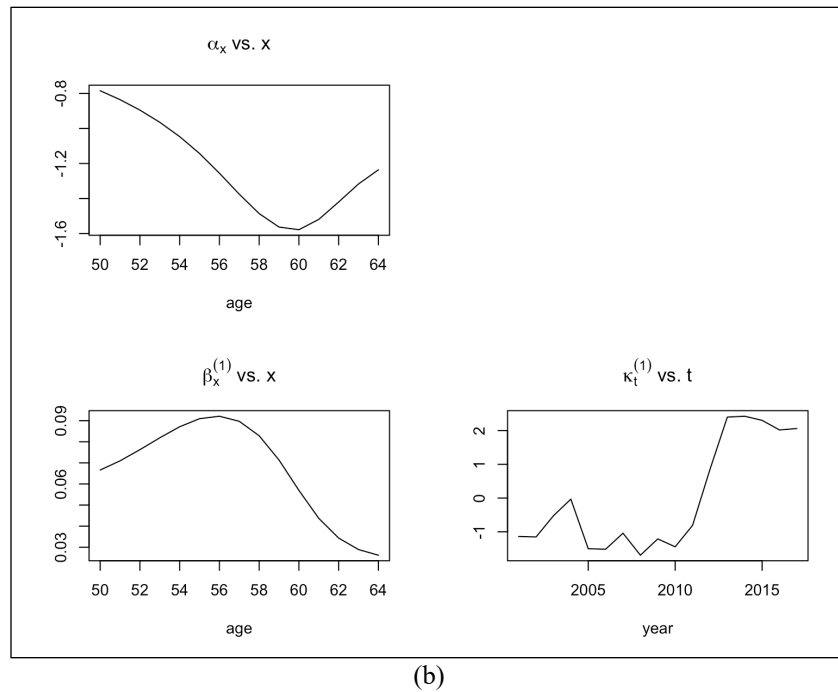 αₓ vs. x
-0.8
-1.2
-1.6
50 52 54 56 58 60 62 64
age
βₓ⁽¹⁾ vs. x
0.09
0.06
0.03
50 52 54 56 58 60 62 64
age
κₜ⁽¹⁾ vs. t
2
1
0
-1
2005 2010 2015
year
(b)